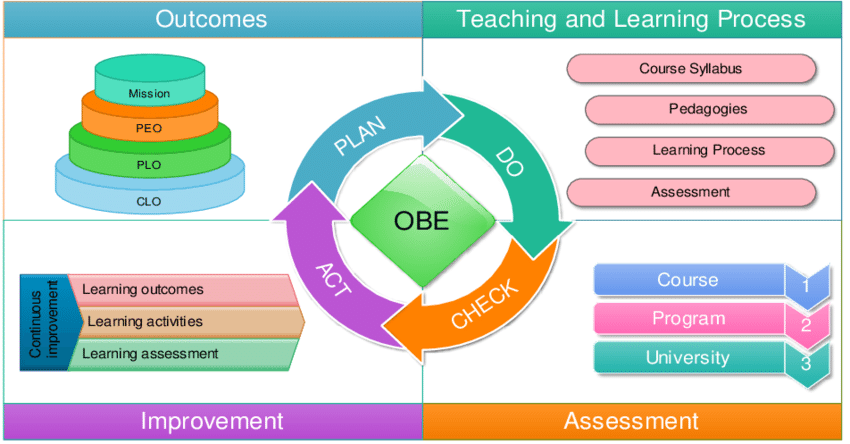 Outcomes
Teaching and Learning Process
Mission
PEO
PLO
CLO
Course Syllabus
Pedagogies
Learning Process
Assessment
PLAN
DO
OBE
ACT
CHECK
Continuous
improvement
Learning outcomes
Learning activities
Learning assessment
Course
1
Program
2
University
3
Improvement
Assessment